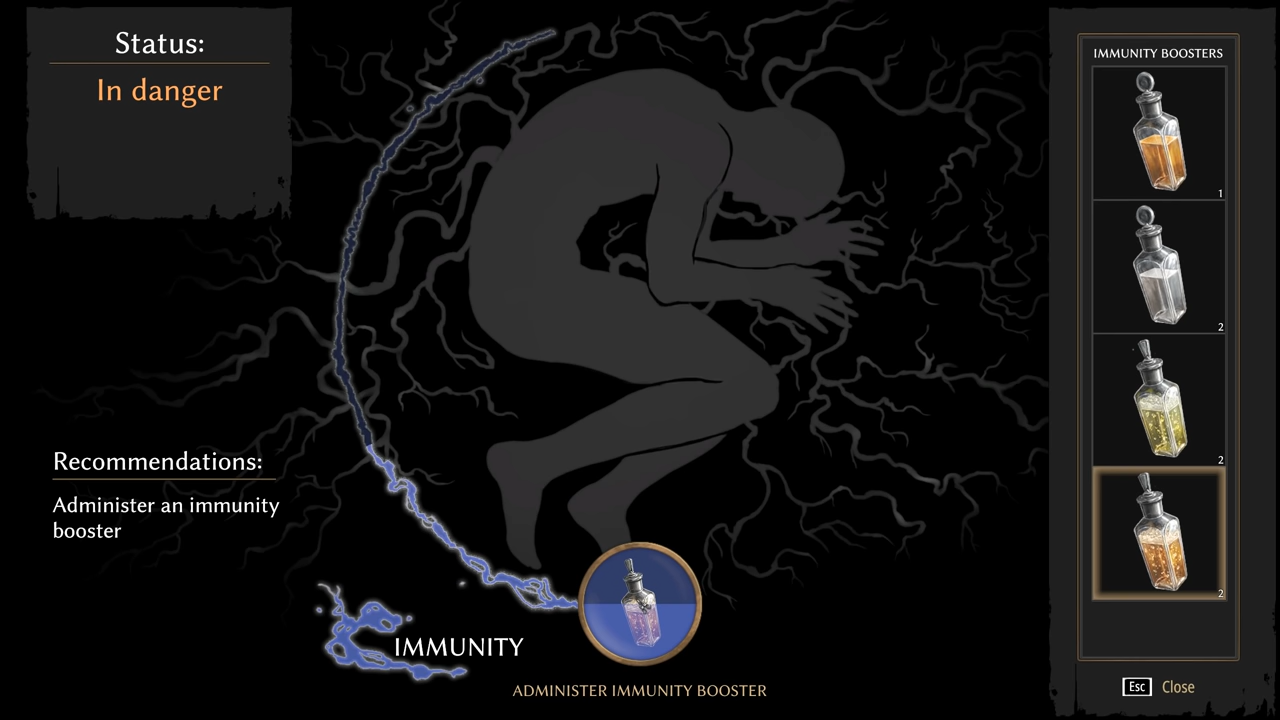 Status:
In danger
IMMUNITY BOOSTERS
1
2
2
2
Recommendations:
Administer an immunity
booster
IMMUNITY
ADMINISTER IMMUNITY BOOSTER
Esc Close